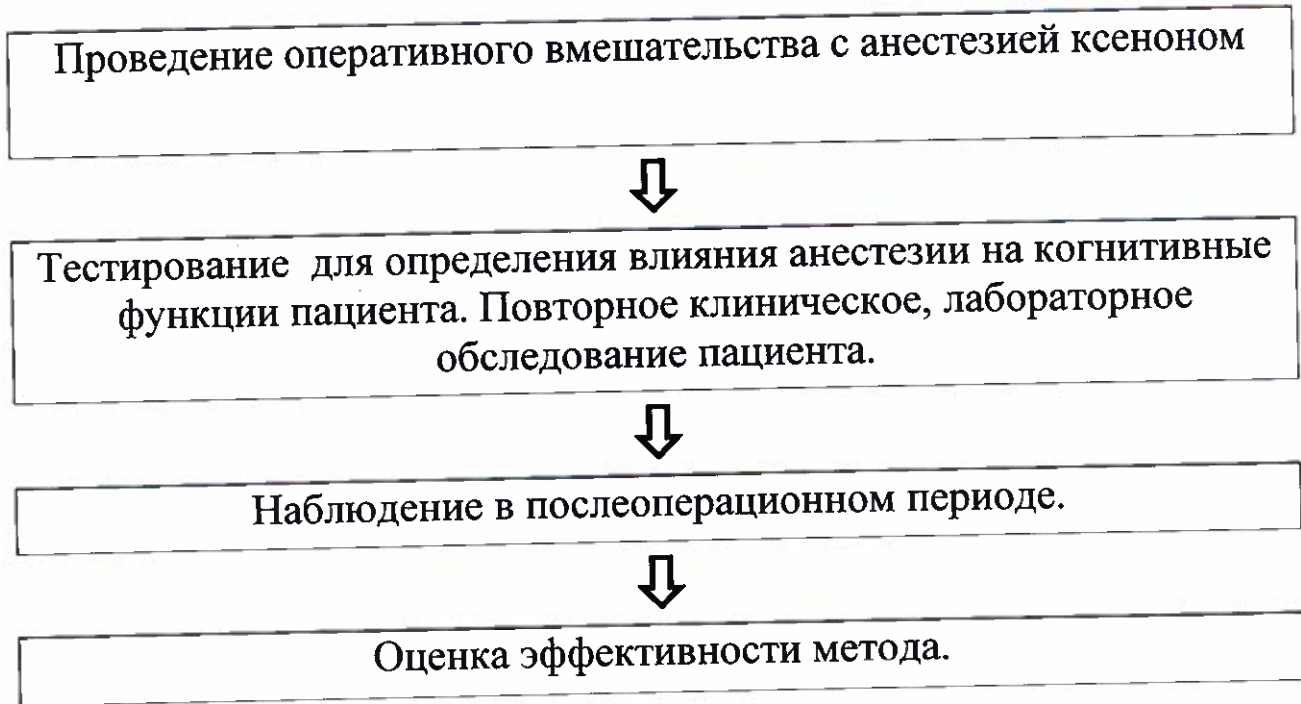 Проведение оперативного вмешательства с анестезией ксеноном
Тестирование для определения влияния анестезии на когнитивные
функции пациента. Повторное клиническое, лабораторное
обследование пациента.
Наблюдение в послеоперационном периоде.
Оценка эффективности метода.